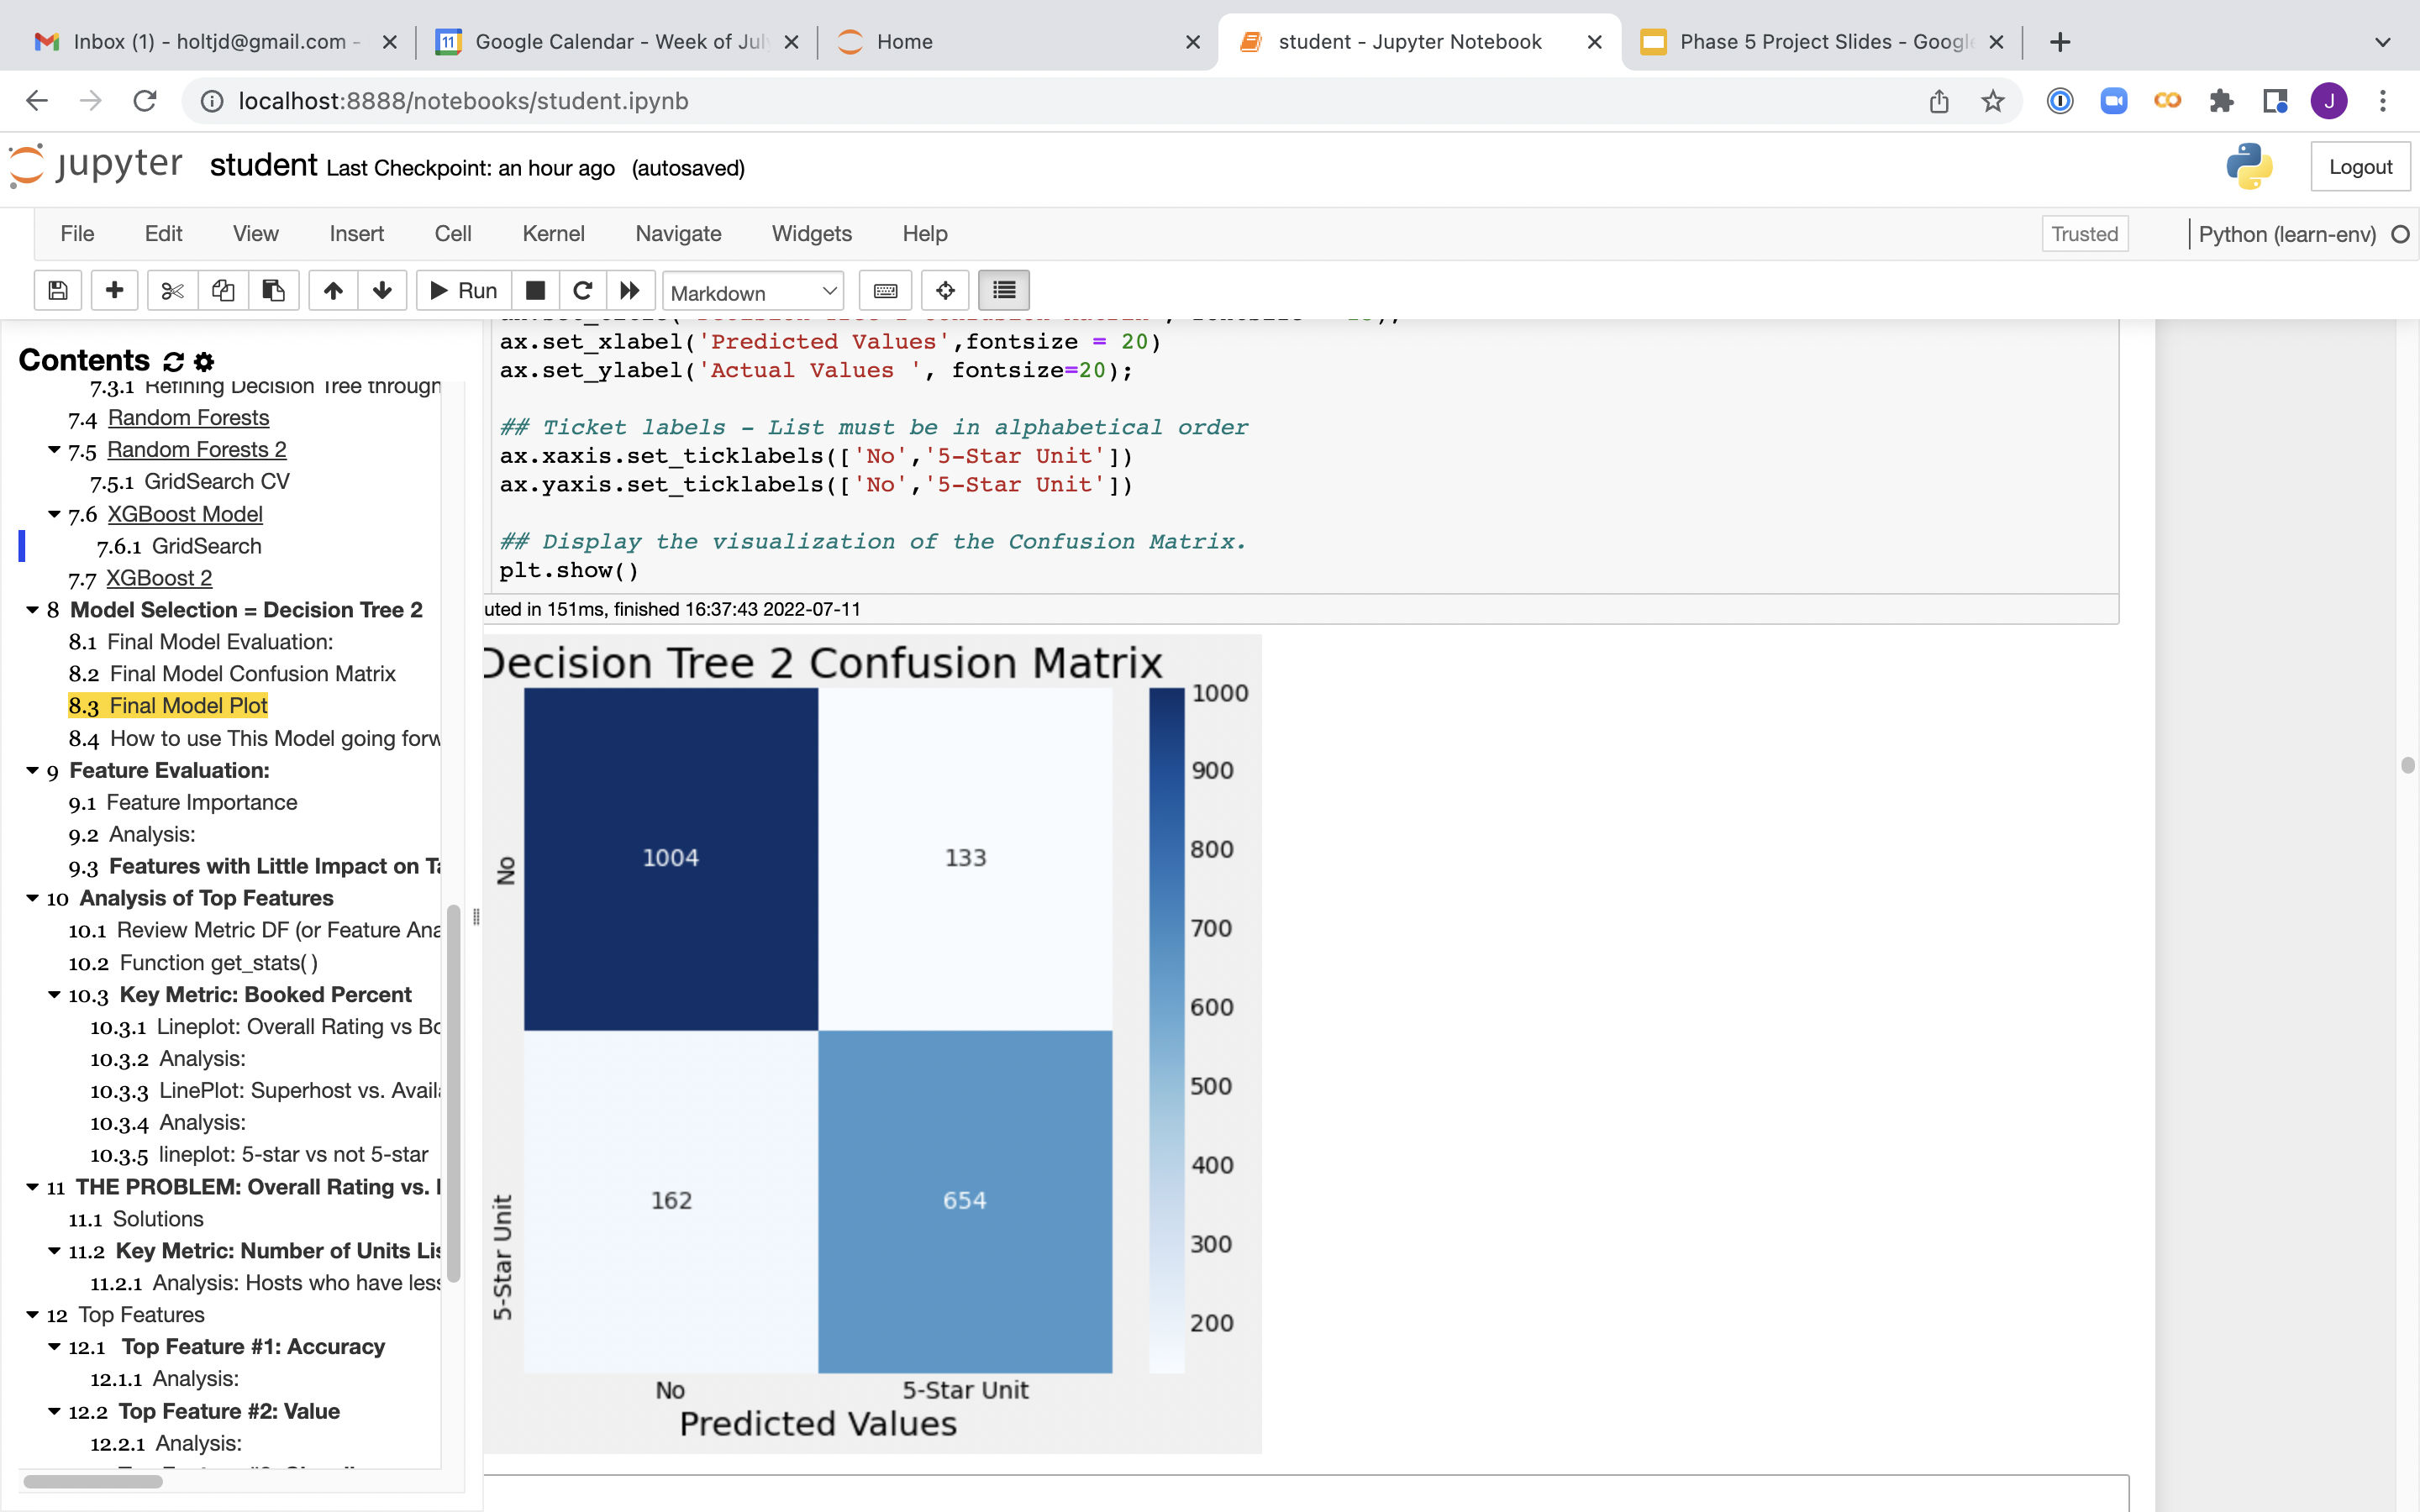 Inbox (1) - holtjd@gmail.com -
11 Google Calendar - Week of July
Home
student - Jupyter Notebook
Phase 5 Project Slides - Google
localhost:8888/notebooks/student.ipynb
J
jupyter student Last Checkpoint: an hour ago (autosaved)
Logout
File Edit View Insert Cell Kernel Navigate Widgets Help
Trusted
Python (learn-env)
Run
Markdown
Contents
7.3.1 Refining Decision Tree through
7.4 Random Forests
7.5 Random Forests 2
7.5.1 GridSearch CV
7.6 XGBoost Model
7.6.1 GridSearch
7.7 XGBoost 2
8 Model Selection = Decision Tree 2
8.1 Final Model Evaluation:
8.2 Final Model Confusion Matrix
8.3 Final Model Plot
8.4 How to use This Model going forw
9 Feature Evaluation:
9.1 Feature Importance
9.2 Analysis:
9.3 Features with Little Impact on Ta
10 Analysis of Top Features
10.1 Review Metric DF (or Feature Ana
10.2 Function get_stats()
10.3 Key Metric: Booked Percent
10.3.1 Lineplot: Overall Rating vs Bo
10.3.2 Analysis:
10.3.3 LinePlot: Superhost vs. Avail
10.3.4 Analysis:
10.3.5 lineplot: 5-star vs not 5-star
11 THE PROBLEM: Overall Rating vs.
11.1 Solutions
11.2 Key Metric: Number of Units Lis
11.2.1 Analysis: Hosts who have less
12 Top Features
12.1 Top Feature #1: Accuracy
12.1.1 Analysis:
12.2 Top Feature #2: Value
12.2.1 Analysis:
ax.set_xlabel('Predicted Values',fontsize = 20)
ax.set_ylabel('Actual Values ', fontsize=20);
## Ticket labels - List must be in alphabetical order
ax.xaxis.set_ticklabels(['No','5-Star Unit'])
ax.yaxis.set_ticklabels(['No','5-Star Unit'])
## Display the visualization of the Confusion Matrix.
plt.show()
uted in 151ms, finished 16:37:43 2022-07-11
Decision Tree 2 Confusion Matrix
No
5-Star Unit
1004
133
162
654
No
5-Star Unit
Predicted Values
1000
900
800
700
600
500
400
300
200